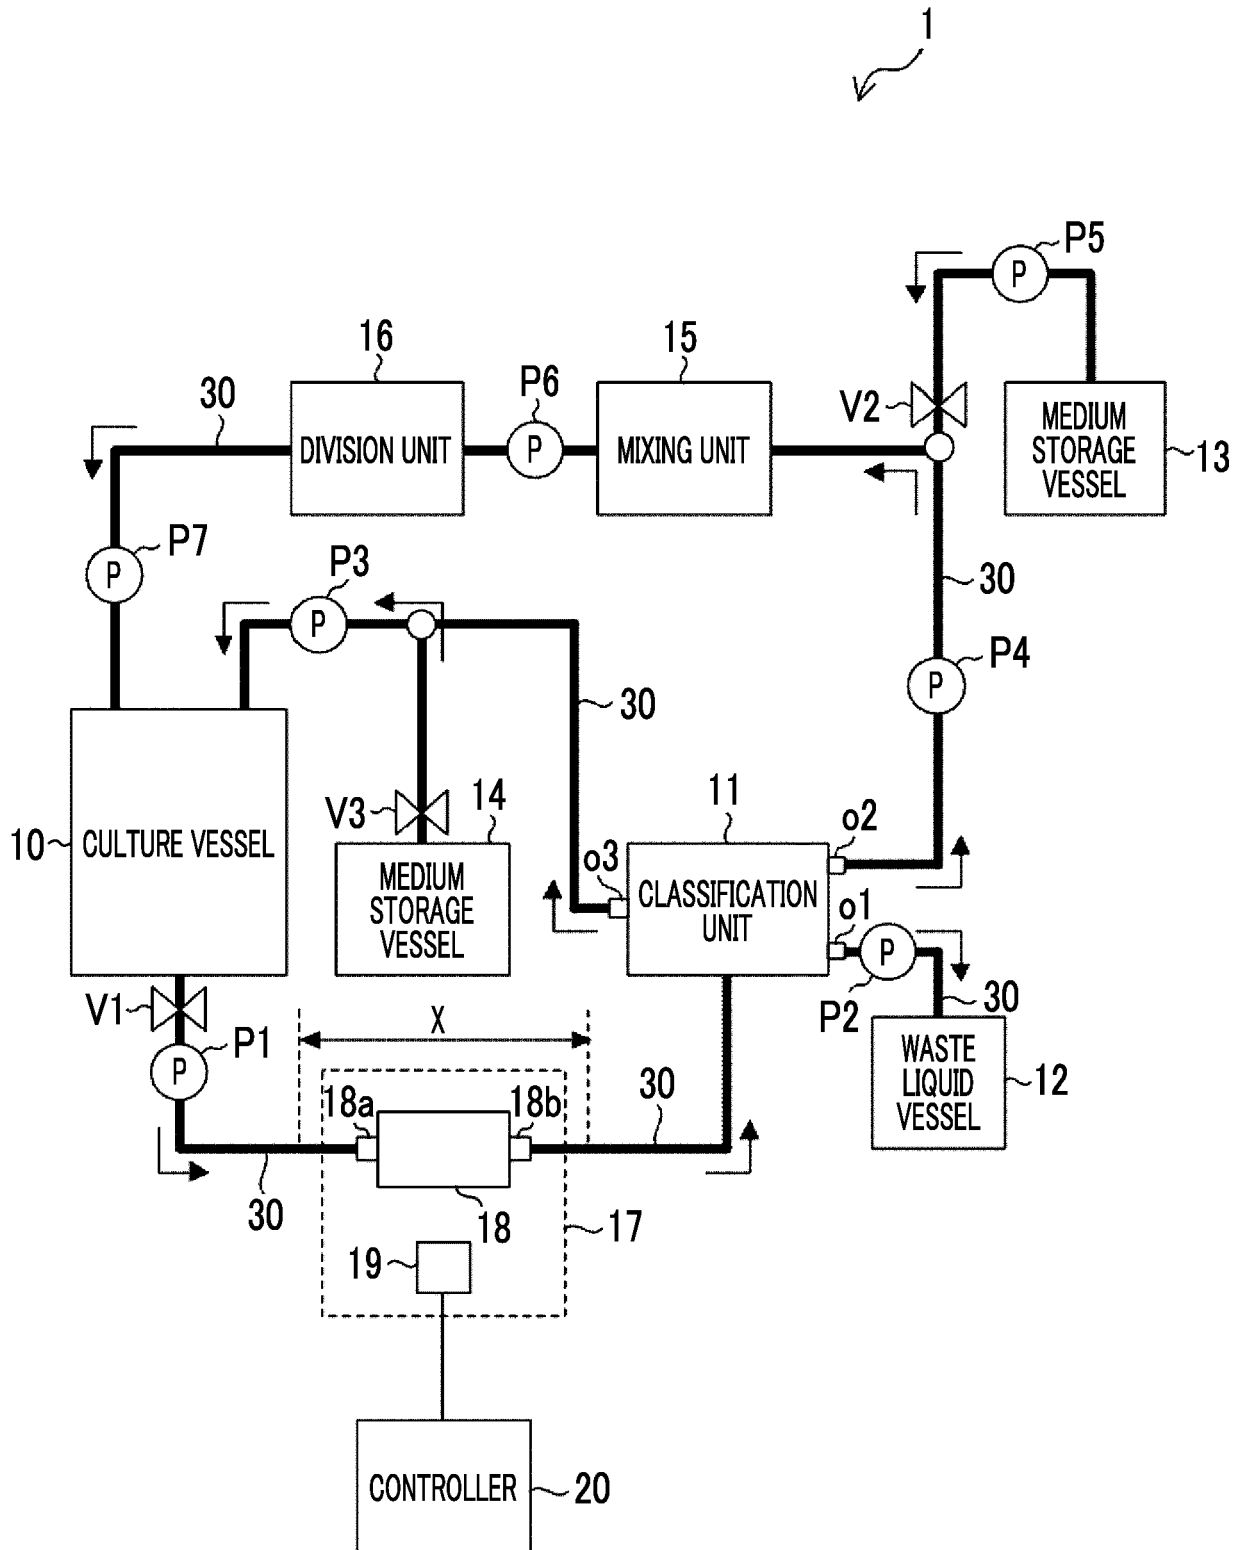 1
P5
P
16
15
P6
30
V2
DIVISION UNIT
P
MIXING UNIT
MEDIUM
STORAGE
VESSEL
13
P7
P
P3
P
30
P4
P
30
14
11
V3
o2
10
CULTURE VESSEL
o3
MEDIUM
STORAGE
VESSEL
CLASSIFICATION
UNIT
o1
P
V1
X
P2
30
P1
P
18a
18b
30
WASTE
LIQUID
VESSEL
12
30
18
17
19
CONTROLLER
20